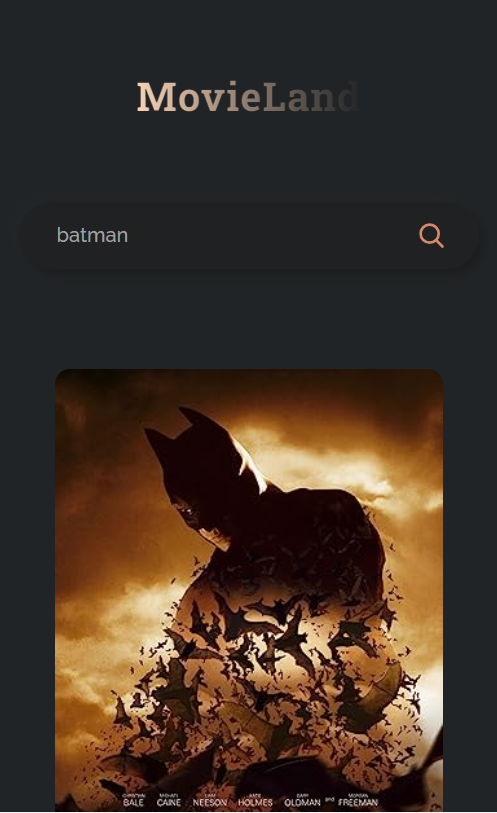 MovieLand
batman
CHRISTIAN BALE MICHAEL CAINE LIAM NEESON KATIE HOLMES GARY OLDMAN and MORGAN FREEMAN